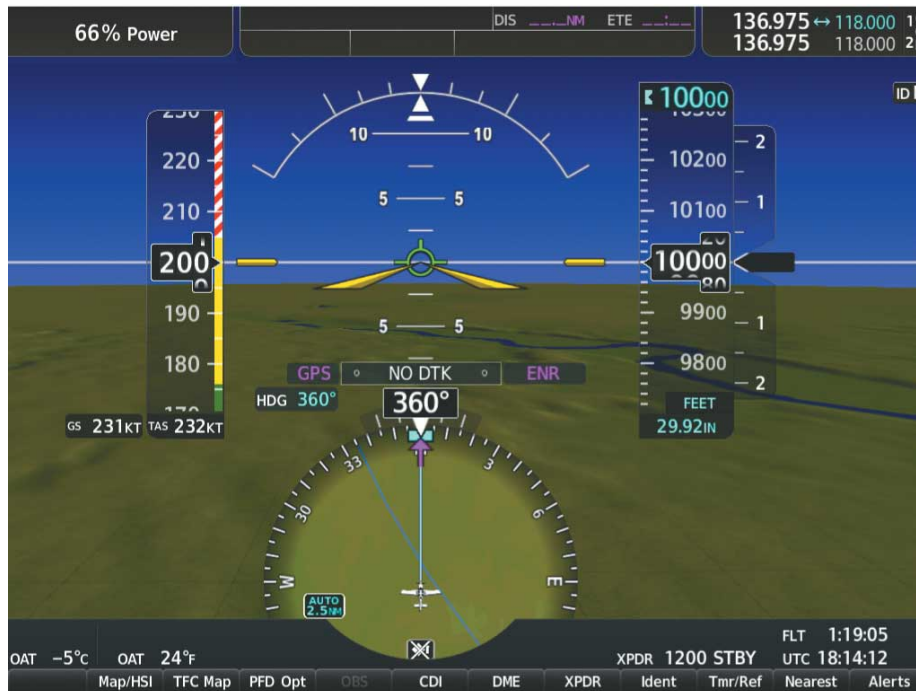 DIS __._NM ETE __:__
66% Power
136.975 ↔ 118.000 1
136.975 118.000 2
ID
10000
10 10
220
10200
2
5 5
1
210
10100
200
10000
190
9900
5 5
1
180
9800
2
GPS NO DTK ENR
HDG 360°
360°
FEET
29.92IN
GS 231KT TAS 232KT
33 3
30 6
W E
AUTO
2.5NM
FLT 1:19:05
OAT -5°C OAT 24°F
XPDR 1200 STBY UTC 18:14:12
Map/HSI TFC Map PFD Opt OBS CDI DME XPDR Ident Tmr/Ref Nearest Alerts